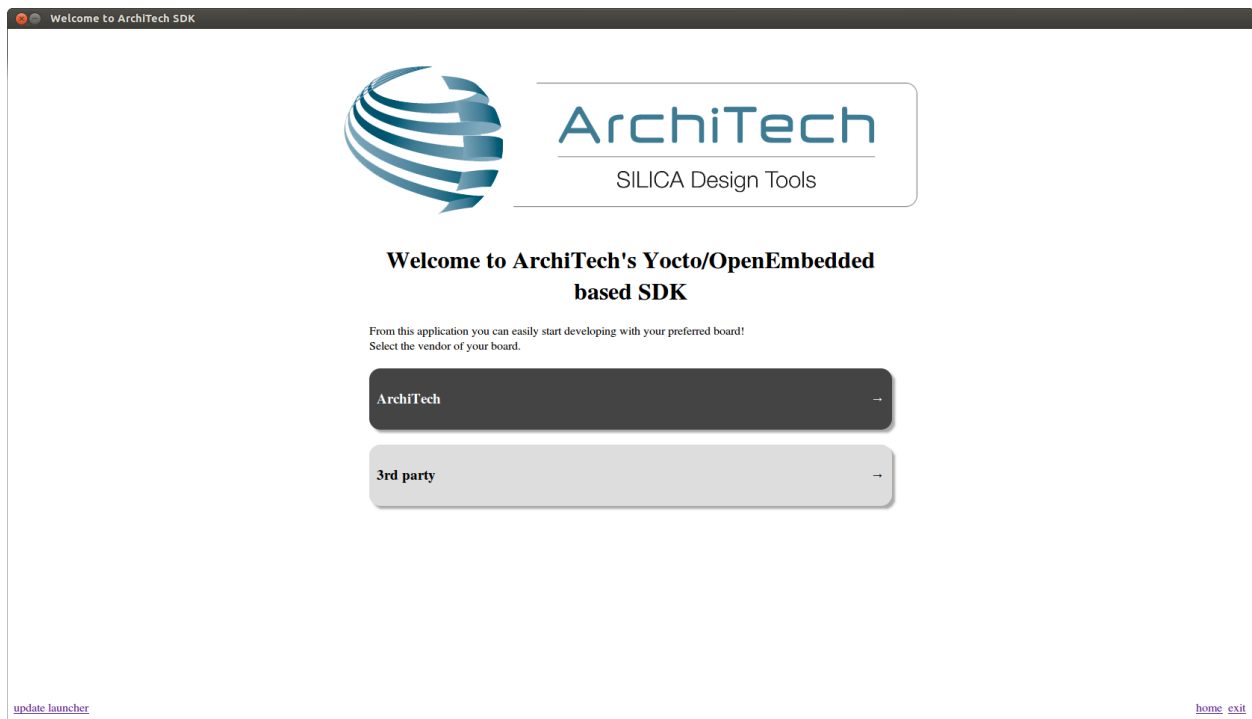 Welcome to ArchiTech SDK
ArchiTech
SILICA Design Tools
Welcome to ArchiTech's Yocto/OpenEmbedded
based SDK
From this application you can easily start developing with your preferred board!
Select the vendor of your board.
ArchiTech →
3rd party →
update launcher
home exit